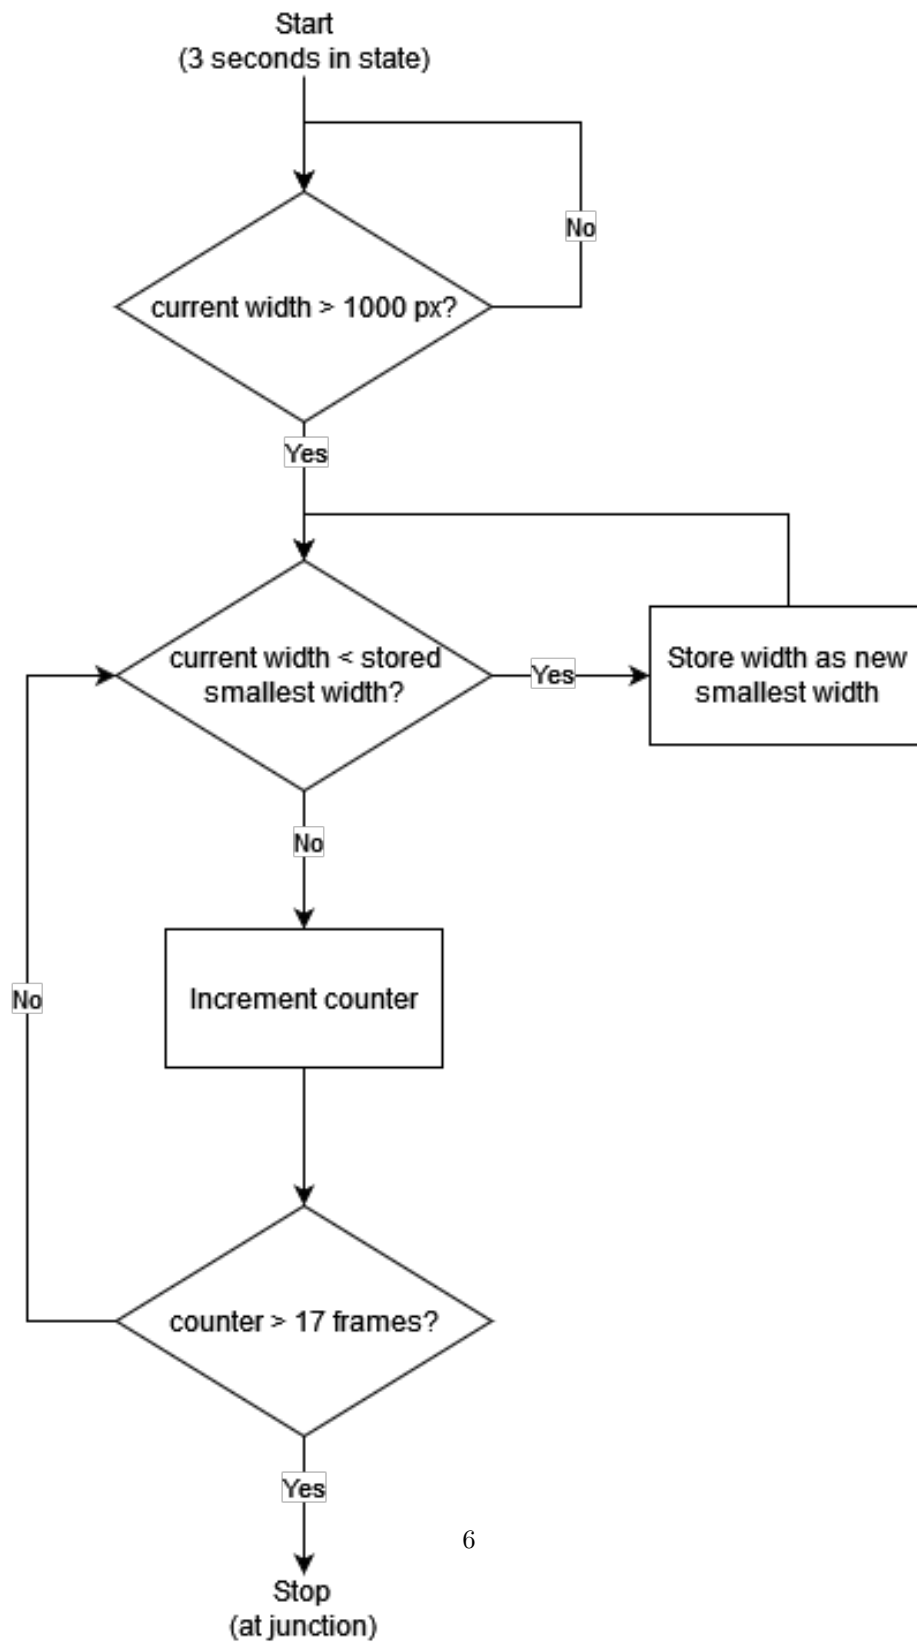 Start
(3 seconds in state)
No
current width > 1000 px?
Yes
current width < stored
smallest width?
Yes
Store width as new
smallest width
No
Increment counter
No
counter > 17 frames?
Yes
6
Stop
(at junction)